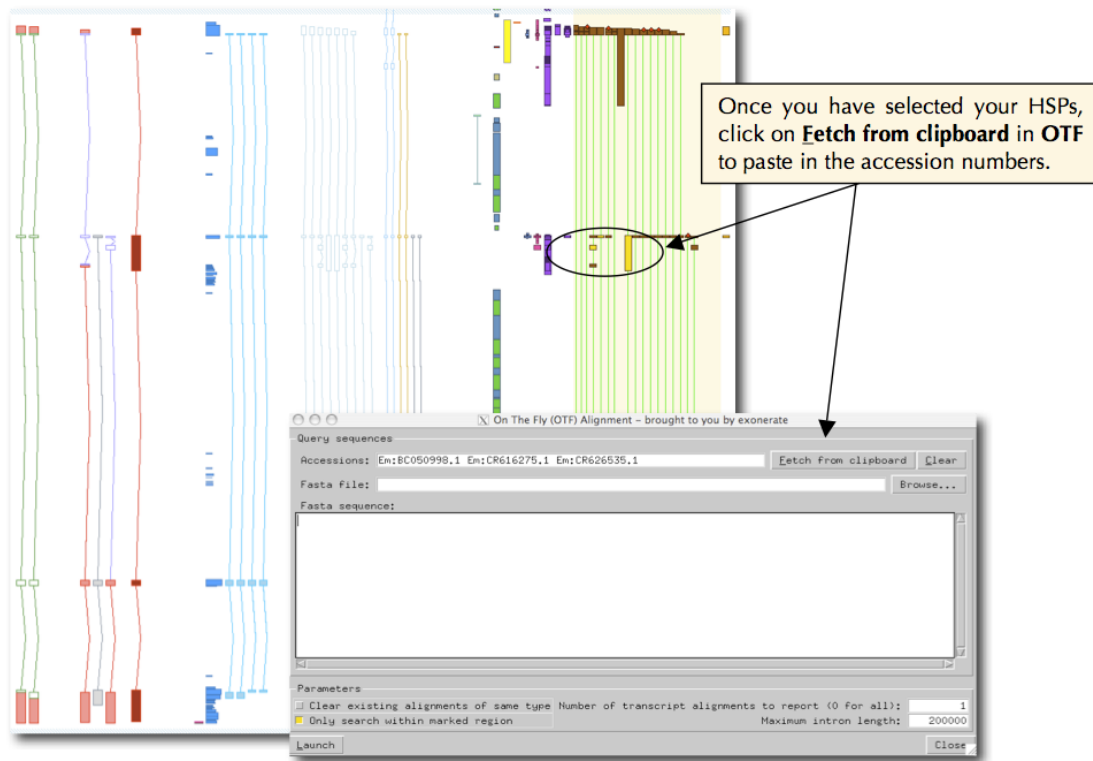 Once you have selected your HSPs,
click on Fetch from clipboard in OTF
to paste in the accession numbers.
On The Fly (OTF) Alignment – brought to you by exonerate
Query sequences
Accessions: Em:BC050998.1 Em:CR616275.1 Em:CR626535.1 Fetch from clipboard Clear
Fasta file: Browse...
Fasta sequence:
Parameters
Clear existing alignments of same type Number of transcript alignments to report (0 for all): 1
Only search within marked region Maximum intron length: 200000
Launch Close